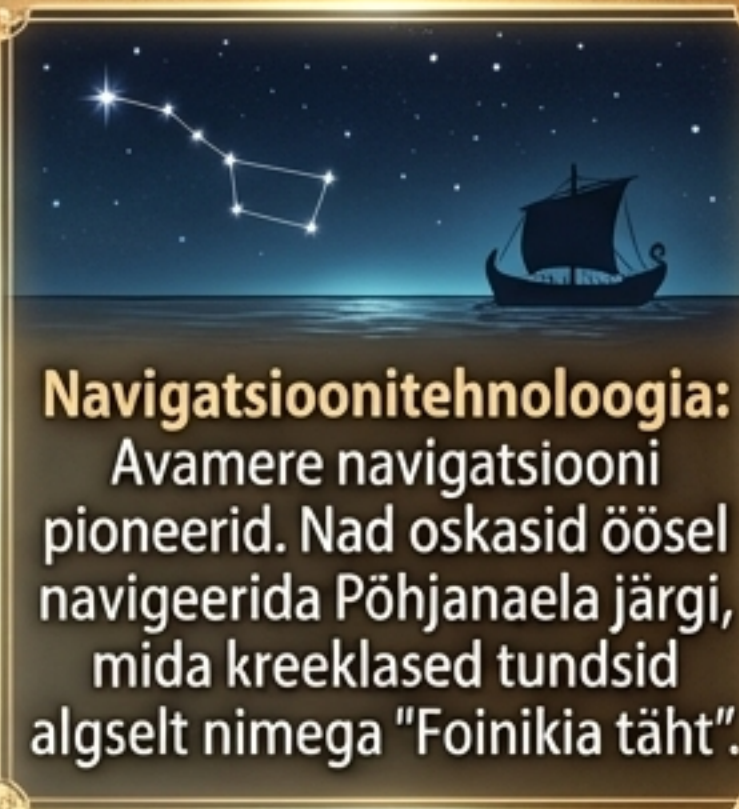 Navigatsioonitehnoloogia:
Avamere navigatsiooni
pioneerid. Nad oskasid öösel
navigeerida Põhjanaela järgi,
mida kreeklased tundsid
algselt nimega "Foinikia täht".